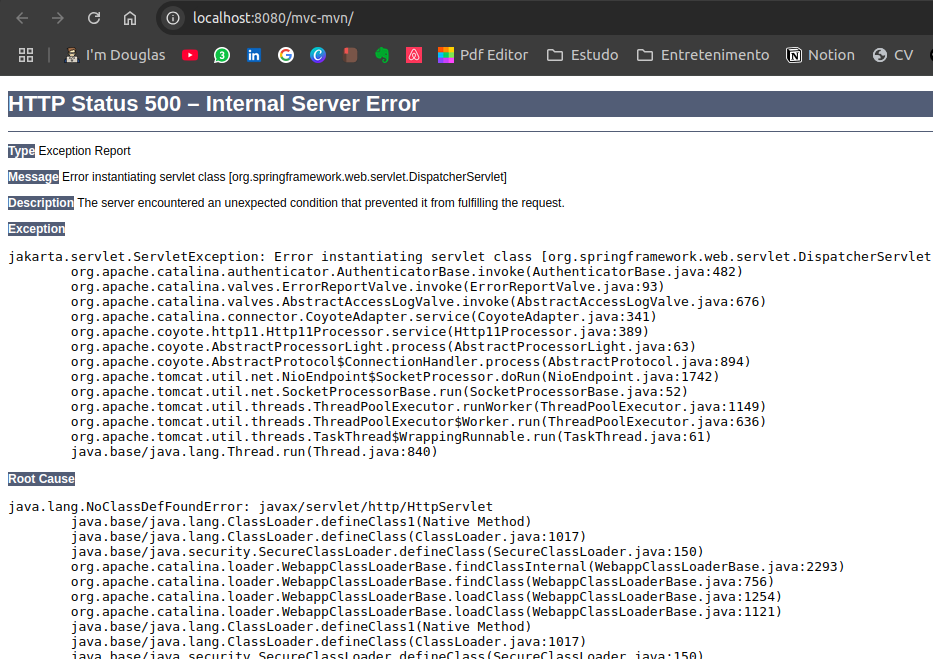 localhost:8080/mvc-mvn/
I'm Douglas
3
Pdf Editor
Estudo
Entretenimento
Notion
CV
HTTP Status 500 – Internal Server Error
Type Exception Report
Message Error instantiating servlet class [org.springframework.web.servlet.DispatcherServlet]
Description The server encountered an unexpected condition that prevented it from fulfilling the request.
Exception
jakarta.servlet.ServletException: Error instantiating servlet class [org.springframework.web.servlet.DispatcherServlet
org.apache.catalina.authenticator.AuthenticatorBase.invoke(AuthenticatorBase.java:482)
org.apache.catalina.valves.ErrorReportValve.invoke(ErrorReportValve.java:93)
org.apache.catalina.valves.AbstractAccessLogValve.invoke(AbstractAccessLogValve.java:676)
org.apache.catalina.connector.CoyoteAdapter.service(CoyoteAdapter.java:341)
org.apache.coyote.http11.Http11Processor.service(Http11Processor.java:389)
org.apache.coyote.AbstractProcessorLight.process(AbstractProcessorLight.java:63)
org.apache.coyote.AbstractProtocol$ConnectionHandler.process(AbstractProtocol.java:894)
org.apache.tomcat.util.net.NioEndpoint$SocketProcessor.doRun(NioEndpoint.java:1742)
org.apache.tomcat.util.net.SocketProcessorBase.run(SocketProcessorBase.java:52)
org.apache.tomcat.util.threads.ThreadPoolExecutor.runWorker(ThreadPoolExecutor.java:1149)
org.apache.tomcat.util.threads.ThreadPoolExecutor$Worker.run(ThreadPoolExecutor.java:636)
org.apache.tomcat.util.threads.TaskThread$WrappingRunnable.run(TaskThread.java:61)
java.base/java.lang.Thread.run(Thread.java:840)
Root Cause
java.lang.NoClassDefFoundError: javax/servlet/http/HttpServlet
java.base/java.lang.ClassLoader.defineClass1(Native Method)
java.base/java.lang.ClassLoader.defineClass(ClassLoader.java:1017)
java.base/java.security.SecureClassLoader.defineClass(SecureClassLoader.java:150)
org.apache.catalina.loader.WebappClassLoaderBase.findClassInternal(WebappClassLoaderBase.java:2293)
org.apache.catalina.loader.WebappClassLoaderBase.findClass(WebappClassLoaderBase.java:756)
org.apache.catalina.loader.WebappClassLoaderBase.loadClass(WebappClassLoaderBase.java:1254)
org.apache.catalina.loader.WebappClassLoaderBase.loadClass(WebappClassLoaderBase.java:1121)
java.base/java.lang.ClassLoader.defineClass1(Native Method)
java.base/java.lang.ClassLoader.defineClass(ClassLoader.java:1017)
java.base/java.security.SecureClassLoader.defineClass(SecureClassLoader.java:150)